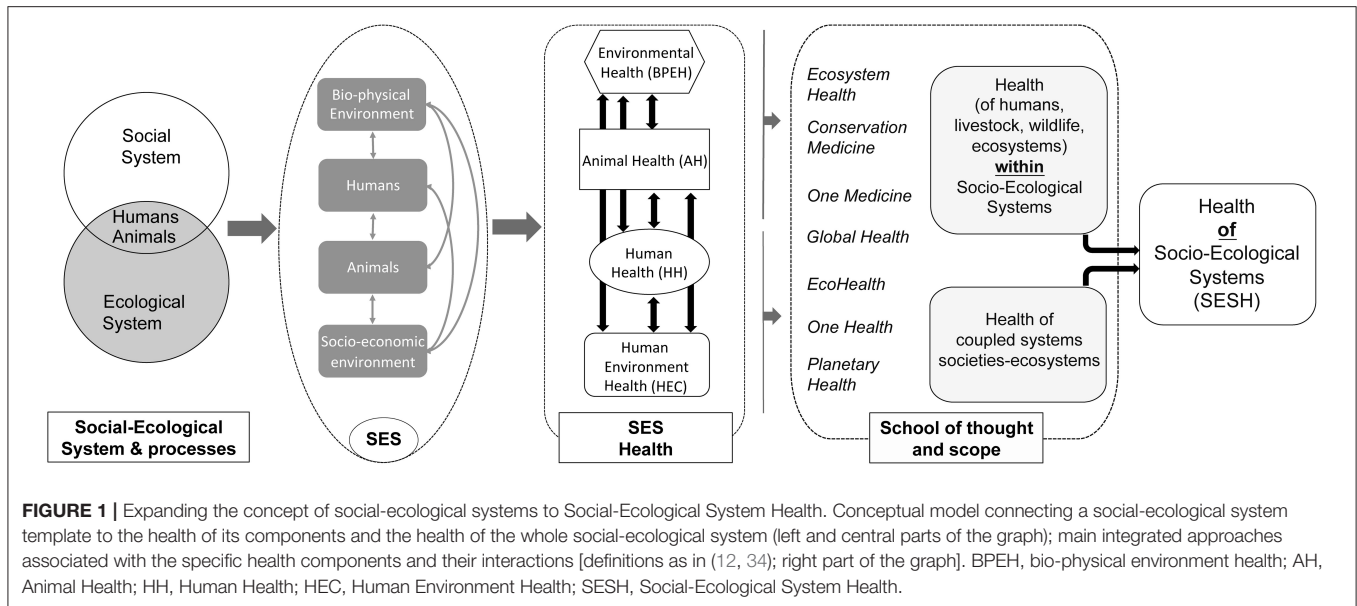 Social
System
Humans
Animals
Ecological
System
Social-Ecological
System & processes
Bio-physical
Environment
Humans
Animals
Socio-economic
environment
SES
Environmental
Health (BPEH)
Animal Health (AH)
Human
Health (HH)
Human
Environment
Health (HEC)
SES
Health
Ecosystem
Health
Conservation
Medicine
One Medicine
Global Health
EcoHealth
One Health
Planetary
Health
Health
(of humans,
livestock, wildlife,
ecosystems)
within
Socio-Ecological
Systems
Health of
coupled systems
societies-ecosystems
School of thought
and scope
Health
of
Socio-Ecological
Systems
(SESH)
FIGURE 1 | Expanding the concept of social-ecological systems to Social-Ecological System Health. Conceptual model connecting a social-ecological system
template to the health of its components and the health of the whole social-ecological system (left and central parts of the graph); main integrated approaches
associated with the specific health components and their interactions [definitions as in (12, 34); right part of the graph]. BPEH, bio-physical environment health; AH,
Animal Health; HH, Human Health; HEC, Human Environment Health; SESH, Social-Ecological System Health.